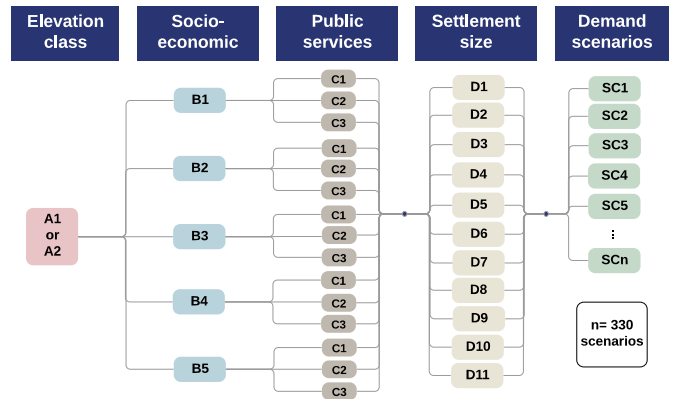 Elevation
class
Socio-
economic
Public
services
Settlement
size
Demand
scenarios
A1
or
A2
B1
B2
B3
B4
B5
C1
C2
C3
C1
C2
C3
C1
C2
C3
C1
C2
C3
C1
C2
C3
D1
D2
D3
D4
D5
D6
D7
D8
D9
D10
D11
SC1
SC2
SC3
SC4
SC5
...
SCn
n= 330
scenarios